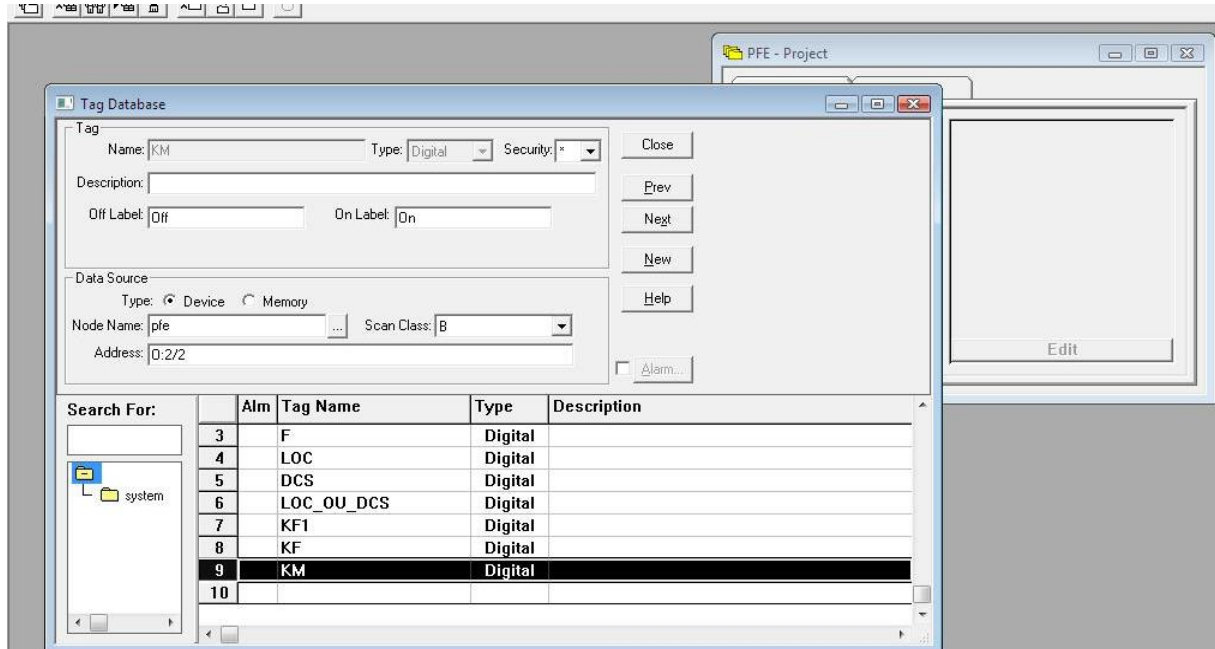 PFE - Project
Tag Database
Tag
Name: KM Type: Digital Security: *
Close
Description:
Prev
Off Label: Off On Label: On
Next
New
Data Source
Type: Device Memory
Help
Node Name: pfe ... Scan Class: B
Address: O:2/2
Alarm...
Edit
Search For:
Alm Tag Name Type Description
3 F Digital
4 LOC Digital
5 DCS Digital
system
6 LOC_OU_DCS Digital
7 KF1 Digital
8 KF Digital
9 KM Digital
10